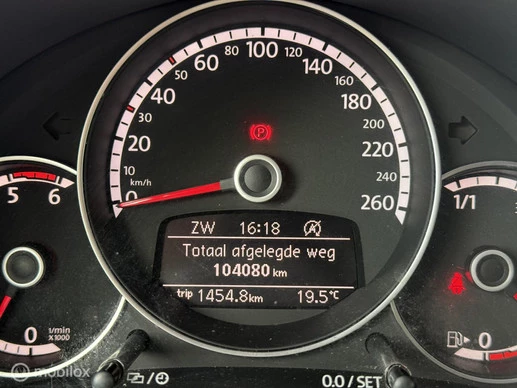 0 10 20 30 40 50 60 80 100 120 140 160 180 200 220 240 260
km/h
P
5 6
0
1/min
x1000
1/1
0
ZW 16:18 A
Totaal afgelegde weg
104080 km
trip 1454.8 km 19.5°C
0.0 / SET
© mobilox